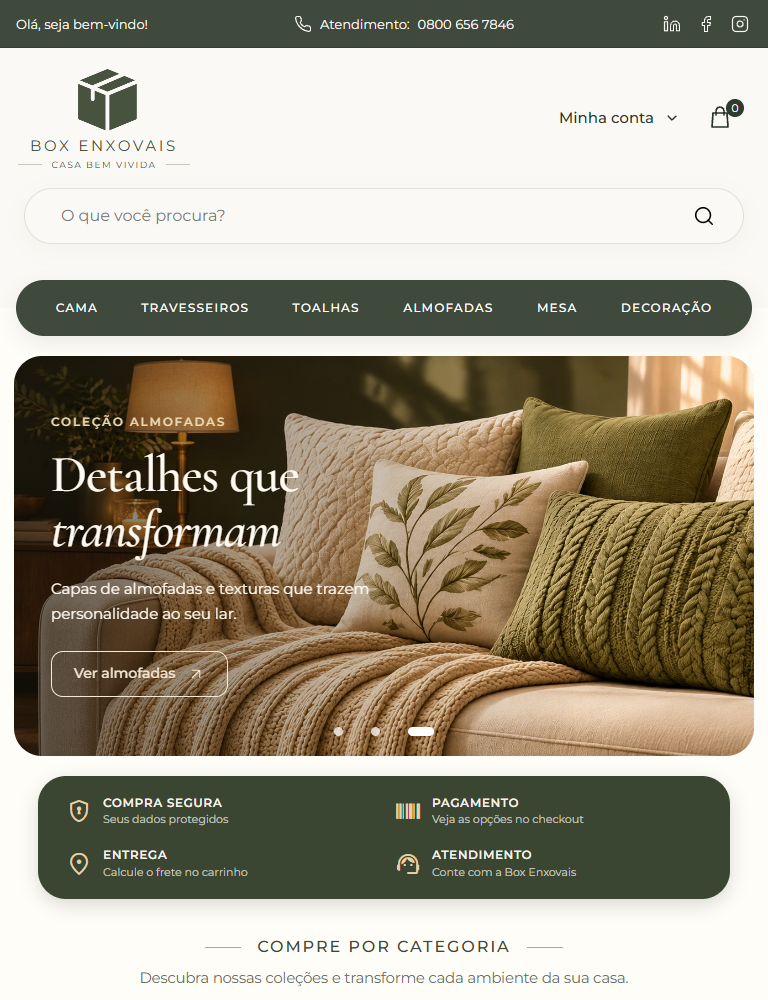 Olá, seja bem-vindo!
Atendimento: 0800 656 7846
BOX ENXOVAIS
CASA BEM VIVIDA
Minha conta
0
O que você procura?
CAMA TRAVESSEIROS TOALHAS ALMOFADAS MESA DECORAÇÃO
COLEÇÃO ALMOFADAS
Detalhes que
transformam
Capas de almofadas e texturas que trazem
personalidade ao seu lar.
Ver almofadas
COMPRA SEGURA
Seus dados protegidos
PAGAMENTO
Veja as opções no checkout
ENTREGA
Calcule o frete no carrinho
ATENDIMENTO
Conte com a Box Enxovais
COMPRE POR CATEGORIA
Descubra nossas coleções e transforme cada ambiente da sua casa.